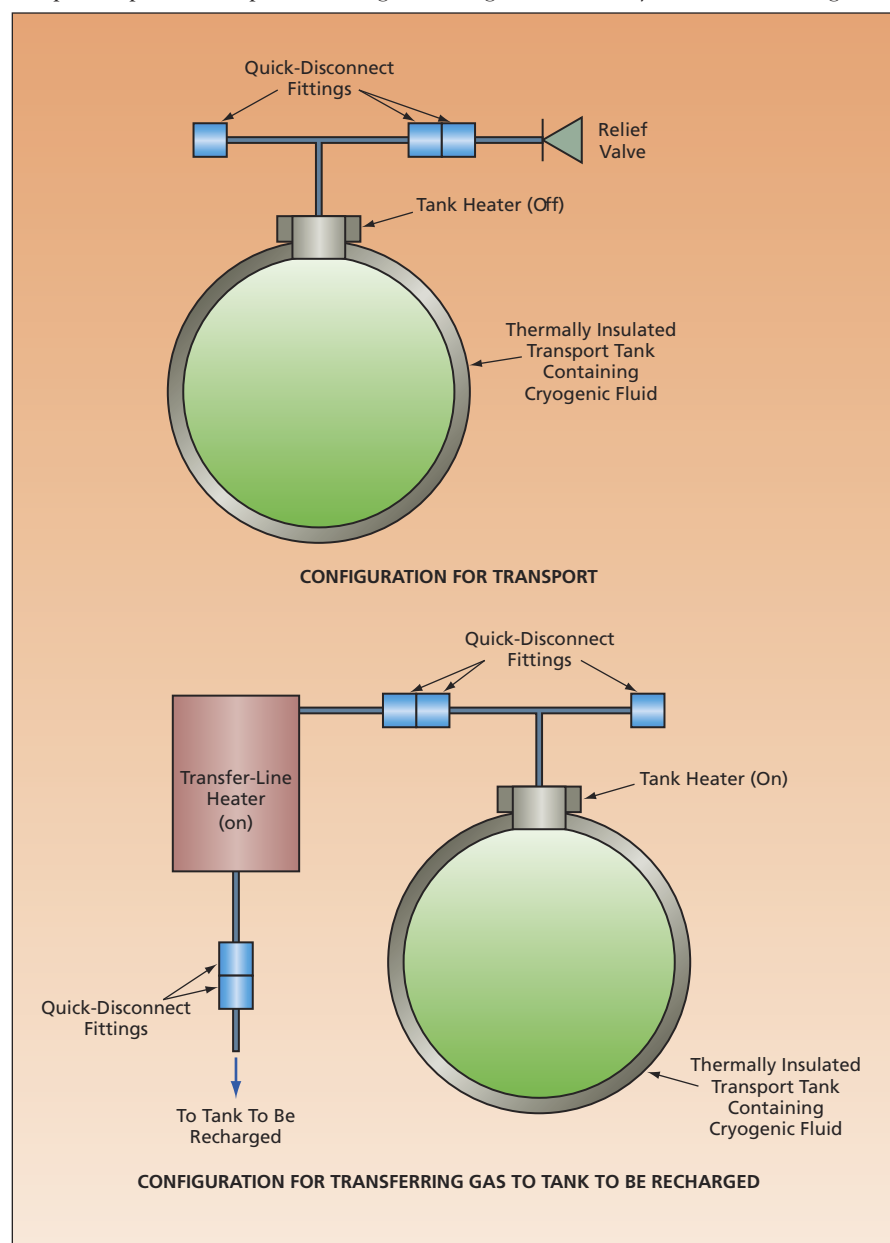 Quick-Disconnect
Fittings
Relief
Valve
Tank Heater (Off)
Thermally Insulated
Transport Tank
Containing
Cryogenic Fluid
CONFIGURATION FOR TRANSPORT
Quick-Disconnect
Fittings
Transfer-Line
Heater
(on)
Tank Heater (On)
Quick-Disconnect
Fittings
Thermally Insulated
Transport Tank
Containing
Cryogenic Fluid
To Tank To Be
Recharged
CONFIGURATION FOR TRANSFERRING GAS TO TANK TO BE RECHARGED